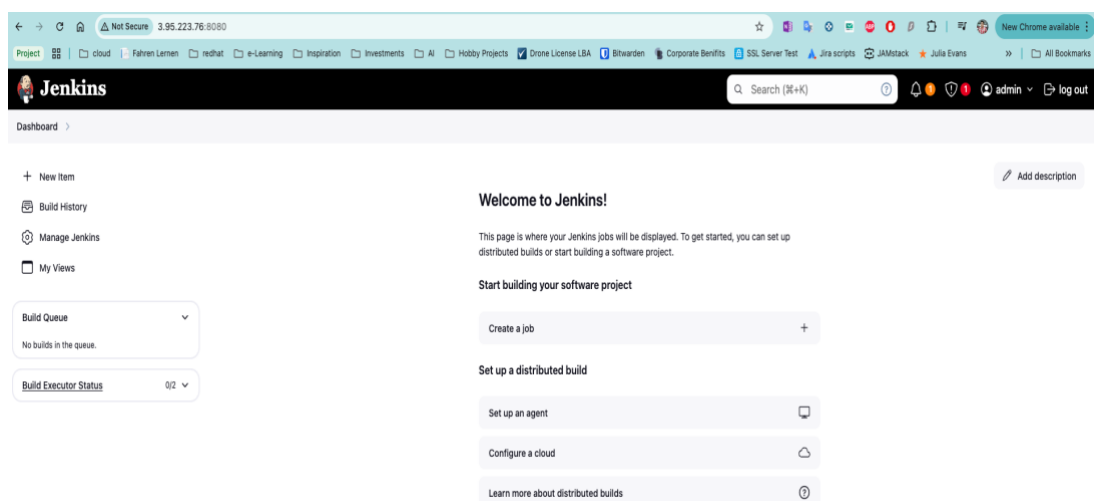 Not Secure 3.95.223.76:8080 New Chrome available
Project cloud Fahren Lernen redhat e-Learning Inspiration Investments AI Hobby Projects Drone License LBA Bitwarden Corporate Benifits SSL Server Test Jira scripts JAMstack Julia Evans » All Bookmarks
Jenkins Search (⌘+K) ? 1 1 admin log out
Dashboard >
+ New Item
Build History
Manage Jenkins
My Views
Build Queue
No builds in the queue.
Build Executor Status 0/2
Add description
Welcome to Jenkins!
This page is where your Jenkins jobs will be displayed. To get started, you can set up
distributed builds or start building a software project.
Start building your software project
Create a job +
Set up a distributed build
Set up an agent
Configure a cloud
Learn more about distributed builds ?